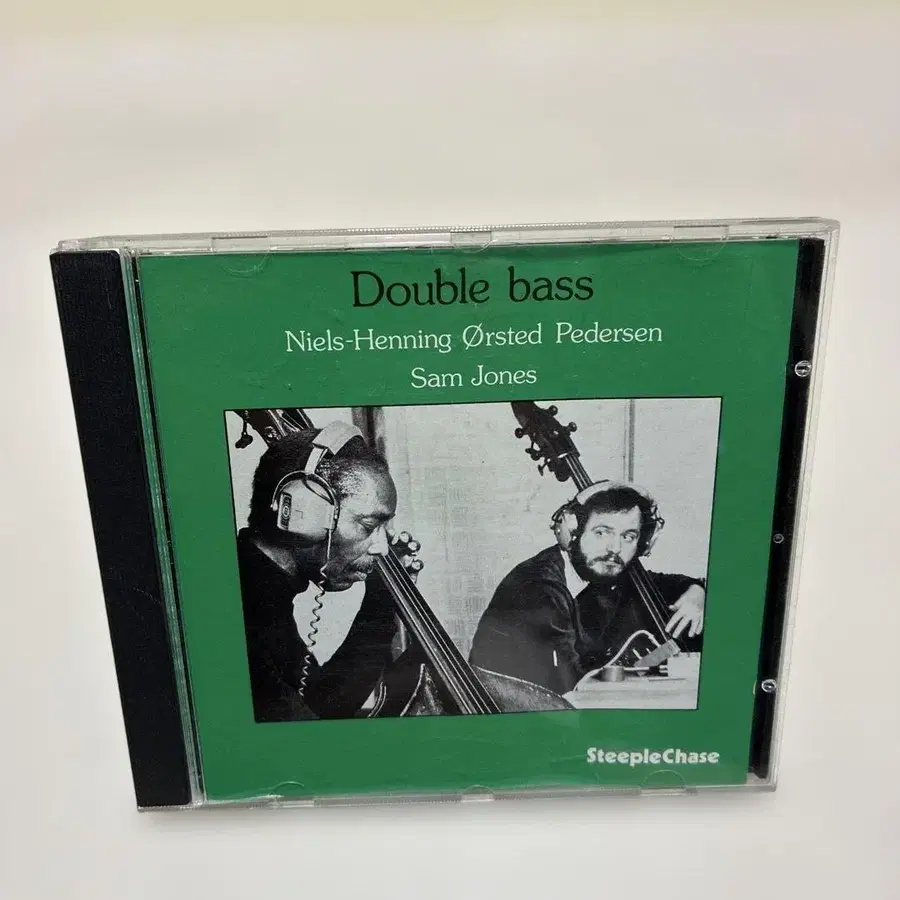 Double bass
Niels-Henning Ørsted Pedersen
Sam Jones
SteepleChase